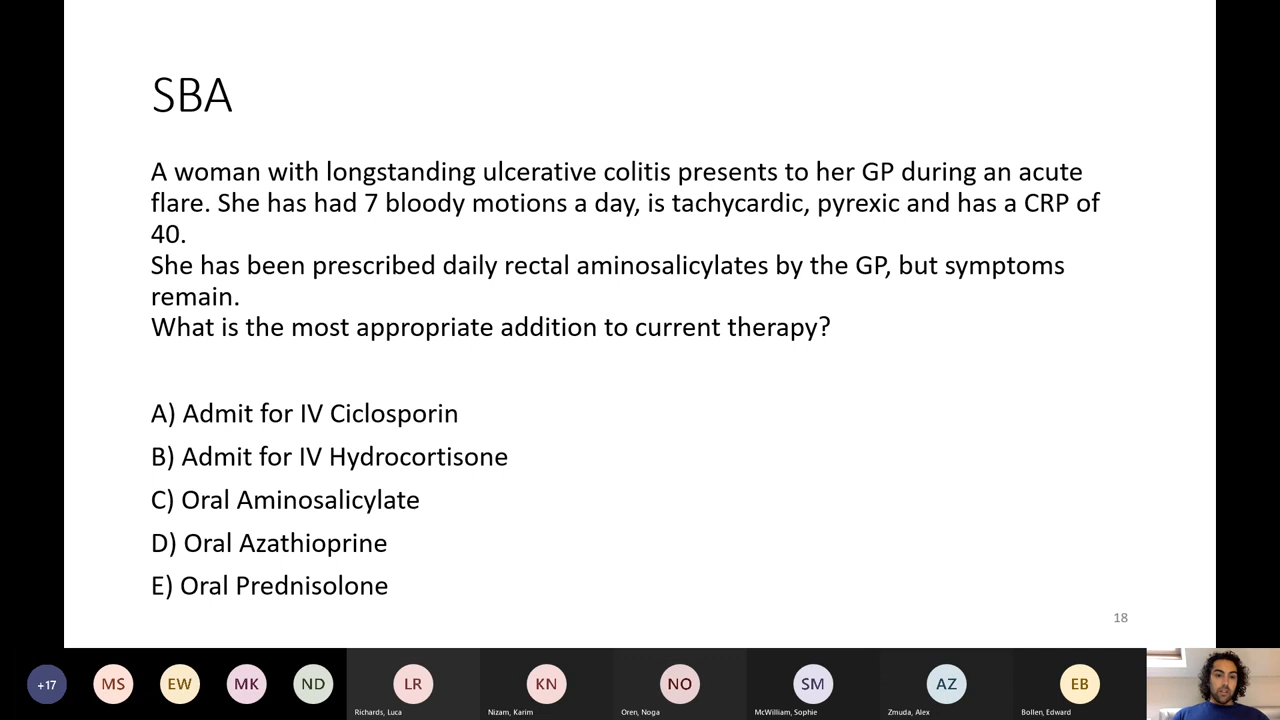 SBA
A woman with longstanding ulcerative colitis presents to her GP during an acute
flare. She has had 7 bloody motions a day, is tachycardic, pyrexic and has a CRP of
40.
She has been prescribed daily rectal aminosalicylates by the GP, but symptoms
remain.
What is the most appropriate addition to current therapy?
A) Admit for IV Ciclosporin
B) Admit for IV Hydrocortisone
C) Oral Aminosalicylate
D) Oral Azathioprine
E) Oral Prednisolone
18
+17 MS EW MK ND LR KN NO SM AZ EB
Richards, Luca Nizam, Karim Oren, Noga McWilliam, Sophie Zmuda, Alex Bollen, Edward